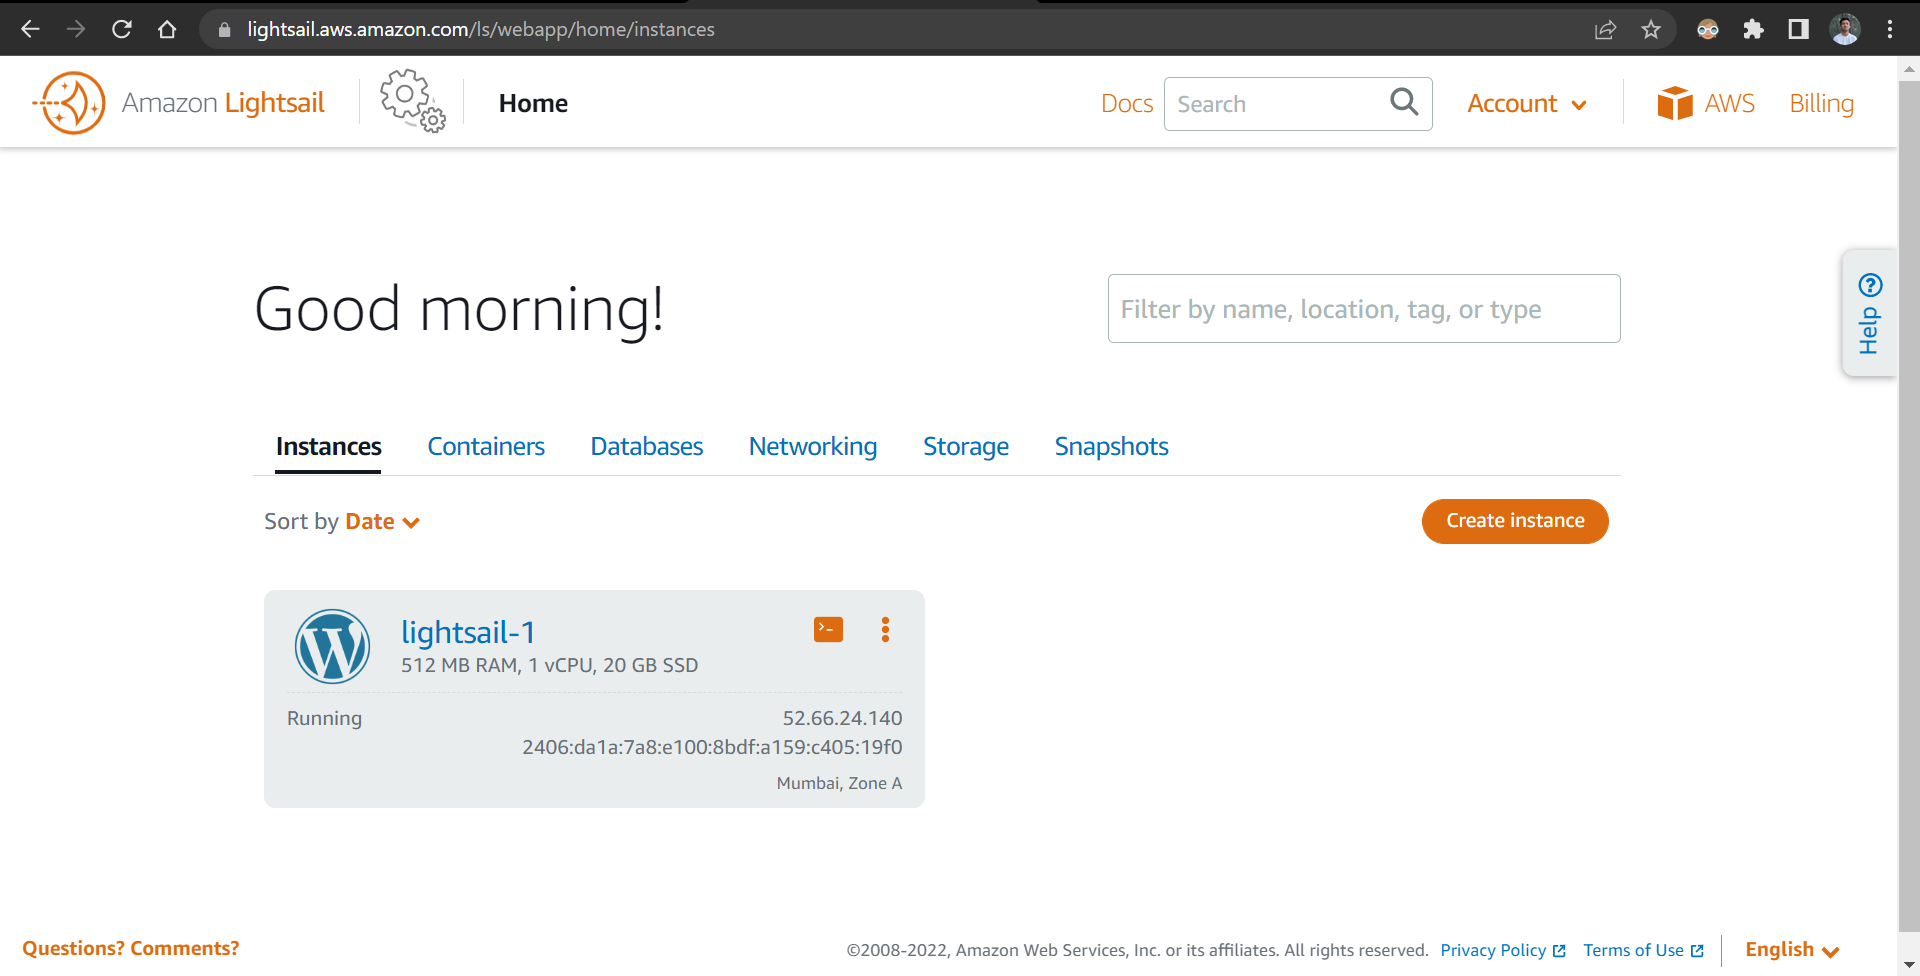 lightsail.aws.amazon.com/ls/webapp/home/instances
Amazon Lightsail
Home
Docs
Search
Account
AWS
Billing
Good morning!
Filter by name, location, tag, or type
Help
Instances
Containers
Databases
Networking
Storage
Snapshots
Sort by Date
Create instance
lightsail-1
512 MB RAM, 1 vCPU, 20 GB SSD
Running
52.66.24.140
2406:da1a:7a8:e100:8bdf:a159:c405:19f0
Mumbai, Zone A
Questions? Comments?
©2008-2022, Amazon Web Services, Inc. or its affiliates. All rights reserved.
Privacy Policy
Terms of Use
English